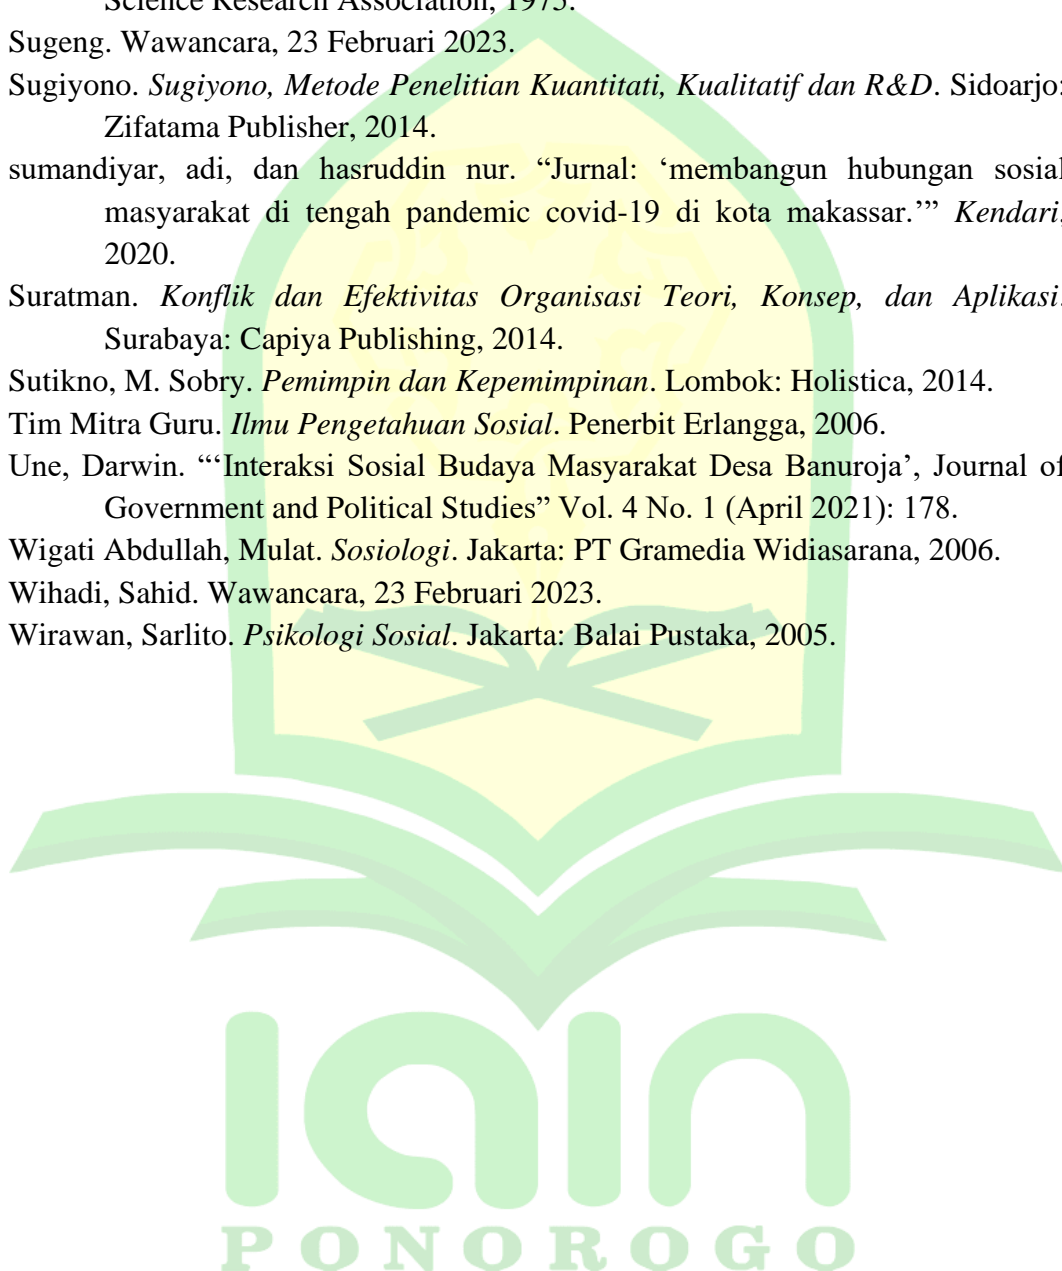 Science Research Association, 1975.
Sugeng. Wawancara, 23 Februari 2023.
Sugiyono. Sugiyono, Metode Penelitian Kuantitati, Kualitatif dan R&D. Sidoarjo:
Zifatama Publisher, 2014.
sumandiyar, adi, dan hasruddin nur. “Jurnal: ‘membangun hubungan sosial
masyarakat di tengah pandemic covid-19 di kota makassar.’” Kendari,
2020.
Suratman. Konflik dan Efektivitas Organisasi Teori, Konsep, dan Aplikasi.
Surabaya: Capiya Publishing, 2014.
Sutikno, M. Sobry. Pemimpin dan Kepemimpinan. Lombok: Holistica, 2014.
Tim Mitra Guru. Ilmu Pengetahuan Sosial. Penerbit Erlangga, 2006.
Une, Darwin. “‘Interaksi Sosial Budaya Masyarakat Desa Banuroja’, Journal of
Government and Political Studies” Vol. 4 No. 1 (April 2021): 178.
Wigati Abdullah, Mulat. Sosiologi. Jakarta: PT Gramedia Widiasarana, 2006.
Wihadi, Sahid. Wawancara, 23 Februari 2023.
Wirawan, Sarlito. Psikologi Sosial. Jakarta: Balai Pustaka, 2005.
iain
PONOROGO